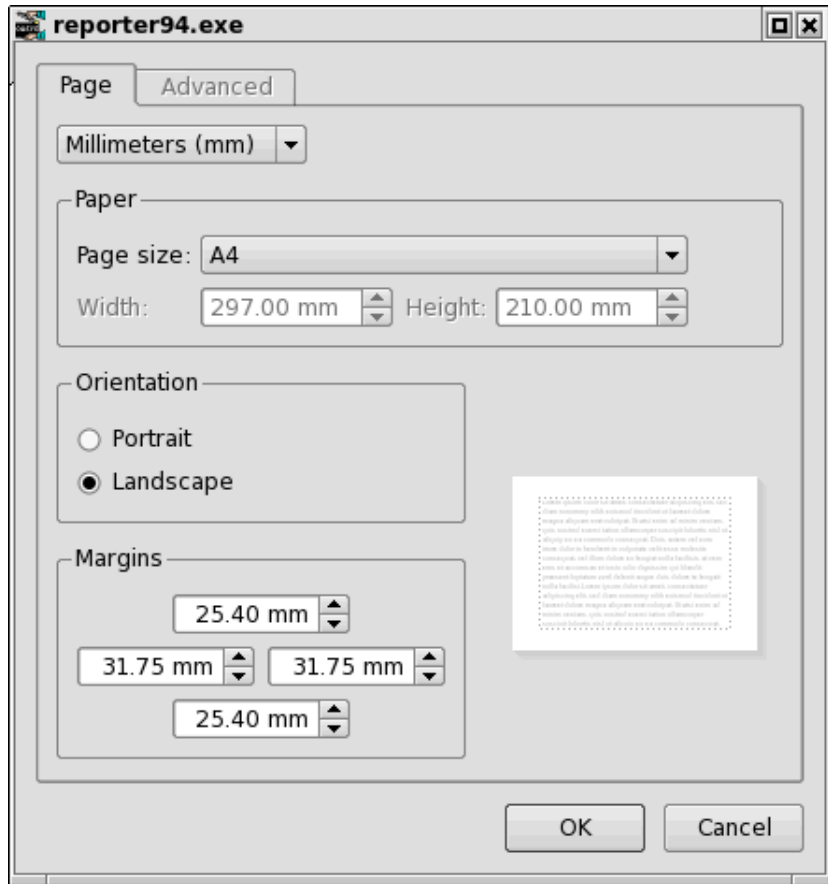 reporter94.exe
Page
Advanced
Millimeters (mm)
Paper
Page size: A4
Width: 297.00 mm Height: 210.00 mm
Orientation
Portrait
Landscape
Margins
25.40 mm
31.75 mm 31.75 mm
25.40 mm
OK Cancel